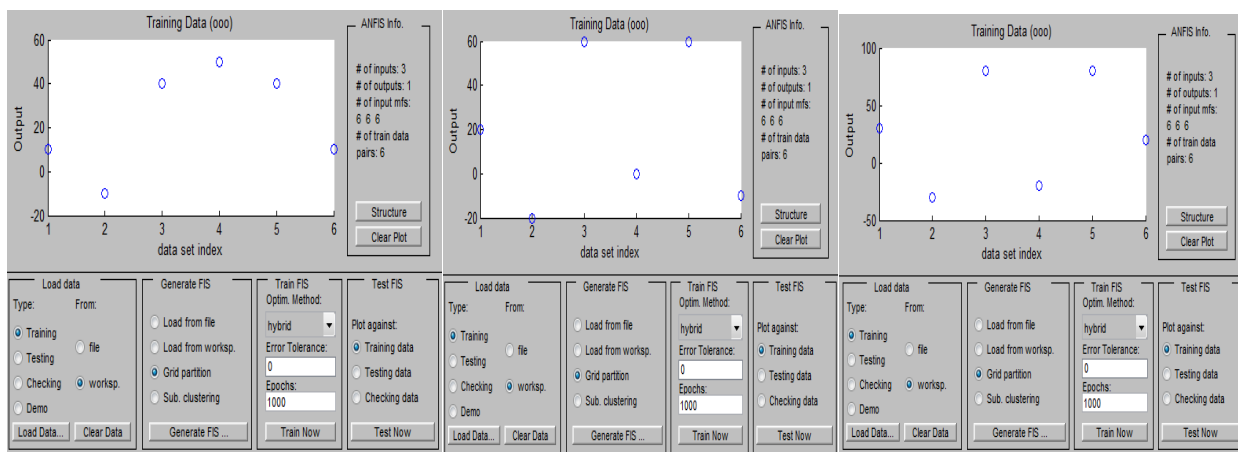 Training Data (ooo)
60
40
20
10
0
-20
Output
1 2 3 4 5 6
data set index
ANFIS Info.
# of inputs: 3
# of outputs: 1
# of input mfs:
6 6 6
# of train data
pairs: 6
Structure
Clear Plot
Load data
Type: From:
Training
Testing
Checking
Demo
file
worksp.
Load Data... Clear Data
Generate FIS
Load from file
Load from worksp.
Grid partition
Sub. clustering
Generate FIS ...
Train FIS
Optim. Method:
hybrid
Error Tolerance:
0
Epochs:
1000
Train Now
Test FIS
Plot against:
Training data
Testing data
Checking data
Test Now
Training Data (ooo)
60
40
20
10
0
-20
Output
1 2 3 4 5 6
data set index
ANFIS Info.
# of inputs: 3
# of outputs: 1
# of input mfs:
6 6 6
# of train data
pairs: 6
Structure
Clear Plot
Load data
Type: From:
Training
Testing
Checking
Demo
file
worksp.
Load Data... Clear Data
Generate FIS
Load from file
Load from worksp.
Grid partition
Sub. clustering
Generate FIS ...
Train FIS
Optim. Method:
hybrid
Error Tolerance:
0
Epochs:
1000
Train Now
Test FIS
Plot against:
Training data
Testing data
Checking data
Test Now
Training Data (ooo)
100
50
0
-50
Output
1 2 3 4 5 6
data set index
ANFIS Info.
# of inputs: 3
# of outputs: 1
# of input mfs:
6 6 6
# of train data
pairs: 6
Structure
Clear Plot
Load data
Type: From:
Training
Testing
Checking
Demo
file
worksp.
Load Data... Clear Data
Generate FIS
Load from file
Load from worksp.
Grid partition
Sub. clustering
Generate FIS ...
Train FIS
Optim. Method:
hybrid
Error Tolerance:
0
Epochs:
1000
Train Now
Test FIS
Plot against:
Training data
Testing data
Checking data
Test Now